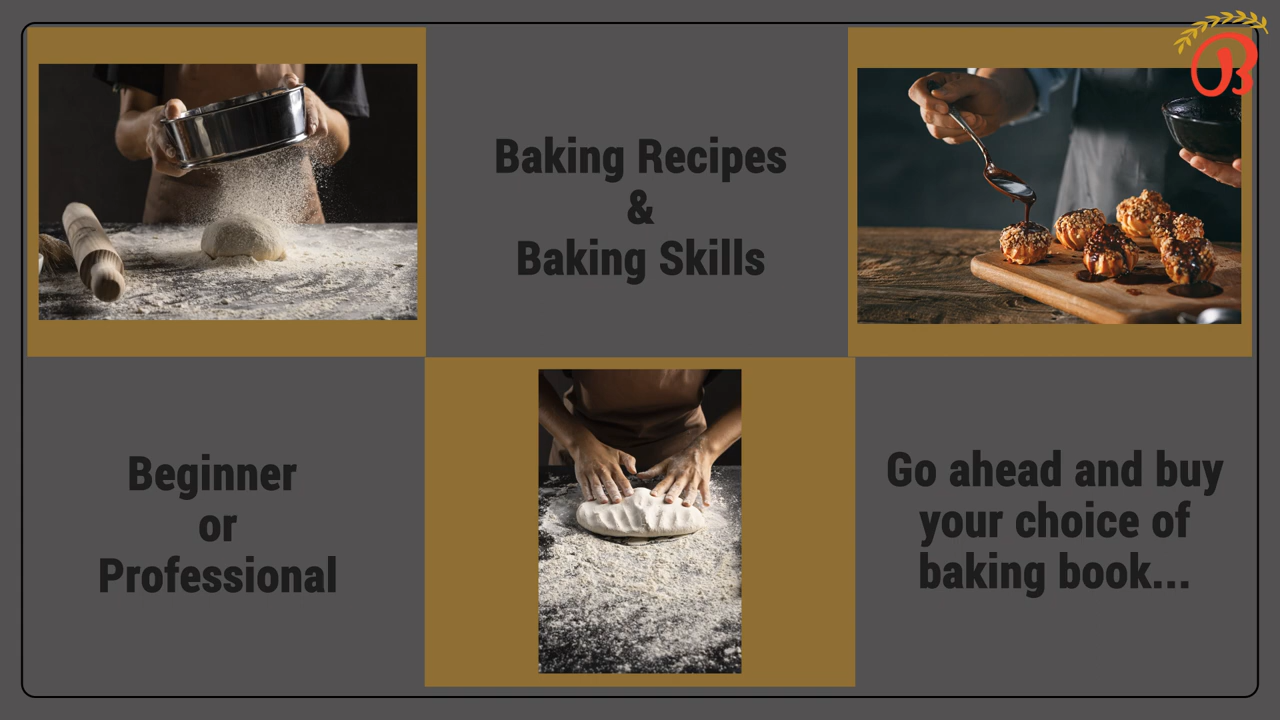 Baking Recipes
&
Baking Skills
Beginner
or
Professional
Go ahead and buy
your choice of
baking book...